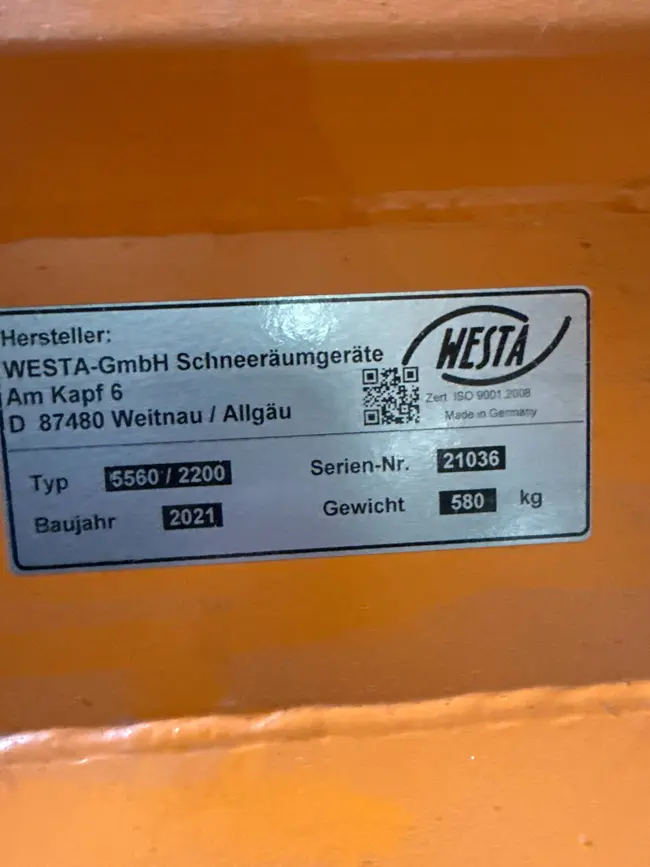 Hersteller:
WESTA-GmbH Schneeräumgeräte
Am Kapf 6
D 87480 Weitnau / Allgäu
WESTA
Zert. ISO 9001:2008
Made in Germany
Typ 5560 / 2200
Serien-Nr. 21036
Baujahr 2021
Gewicht 580 kg